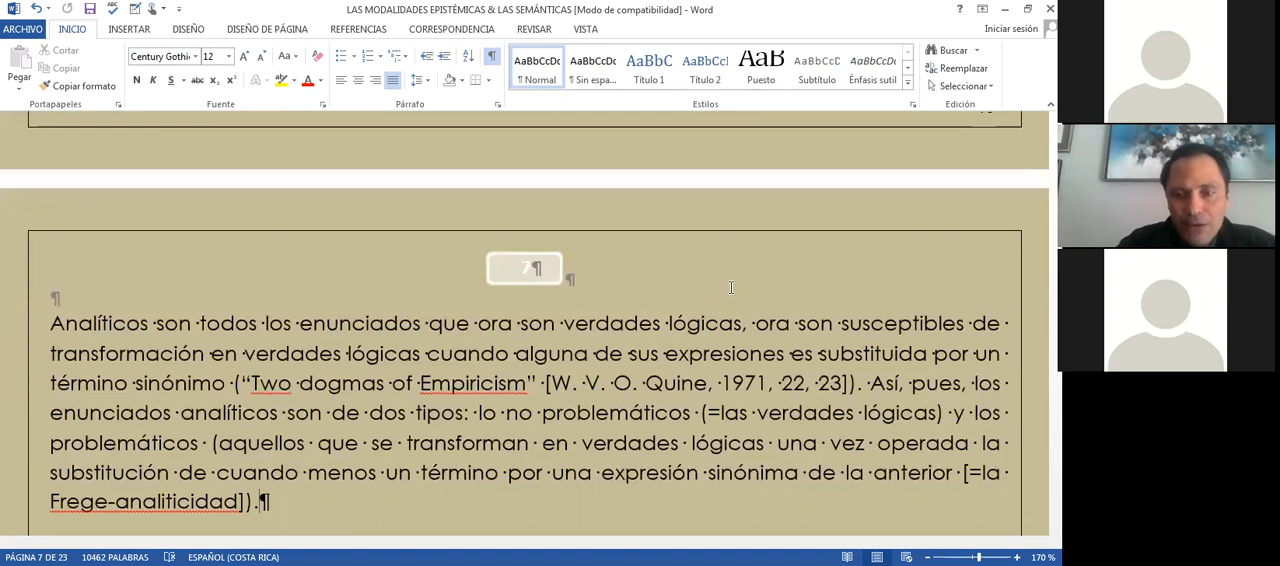 LAS MODALIDADES EPISTÉMICAS & LAS SEMÁNTICAS [Modo de compatibilidad] - Word
ARCHIVO INICIO INSERTAR DISEÑO DISEÑO DE PÁGINA REFERENCIAS CORRESPONDENCIA REVISAR VISTA Iniciar sesión
Pegar
Cortar
Copiar
Copiar formato
Century Gothi 12
N K S abc X₂ X²
AaBbCcDc AaBbCcDc AaBbC AaBbCcl AaB AaBbCcD AaBbCcDc
¶ Normal ¶ Sin espa... Título 1 Título 2 Puesto Subtítulo Énfasis sutil
Buscar
Reemplazar
Seleccionar
Portapapeles Fuente Párrafo Estilos Edición
7¶ ¶
¶
Analíticos son todos los enunciados que ora son verdades lógicas, ora son susceptibles de
transformación en verdades lógicas cuando alguna de sus expresiones es substituida por un
término sinónimo (“Two dogmas of Empiricism” [W. V. O. Quine, 1971, 22, 23]). Así, pues, los
enunciados analíticos son de dos tipos: lo no problemáticos (=las verdades lógicas) y los
problemáticos (aquellos que se transforman en verdades lógicas una vez operada la
substitución de cuando menos un término por una expresión sinónima de la anterior [=la
Frege-analiticidad]).¶
PÁGINA 7 DE 23 10462 PALABRAS ESPAÑOL (COSTA RICA) 170 %